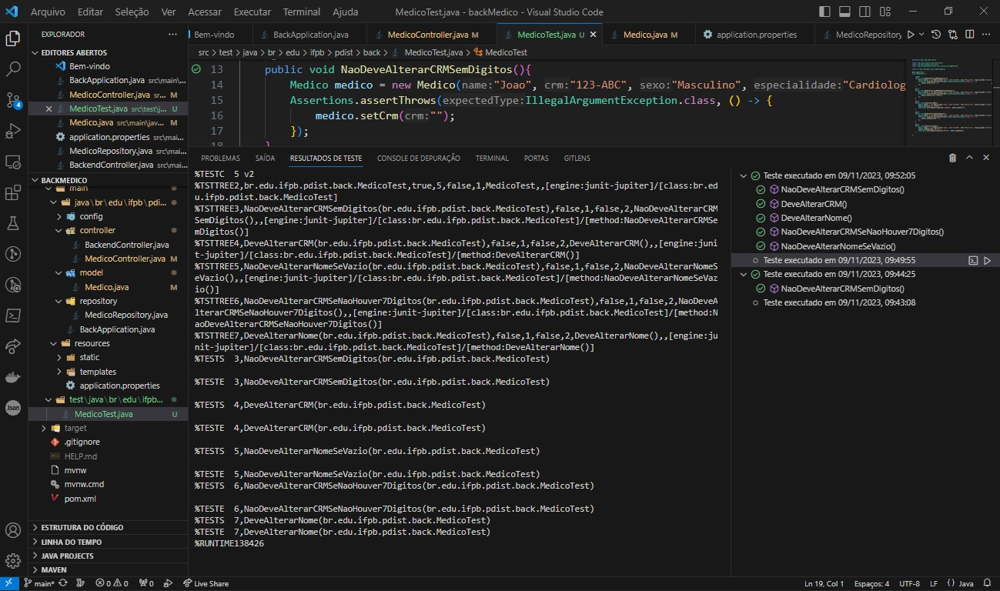 Arquivo Editar Seleção Ver Acessar Executar Terminal Ajuda MedicoTest.java - backMedico - Visual Studio Code
EXPLORADOR ···
EDITORES ABERTOS
Bem-vindo
BackApplication.java src\main\...
MedicoController.java sr... M
MedicoTest.java src\test\j... U
Medico.java src\main\jav... M
application.properties src\mai...
MedicoRepository.java src\mai...
BackendController.java src\mai...
BACKMEDICO
main
java\br\edu\ifpb\pdi...
config
controller
BackendController.java
MedicoController.java M
model
Medico.java M
repository
MedicoRepository.java
BackApplication.java
resources
static
templates
application.properties
test\java\br\edu\ifpb...
MedicoTest.java U
target
.gitignore
HELP.md
mvnw
mvnw.cmd
pom.xml
ESTRUTURA DO CÓDIGO
LINHA DO TEMPO
JAVA PROJECTS
MAVEN
4
Json
Bem-vindo BackApplication.java MedicoController.java M MedicoTest.java U Medico.java M application.properties MedicoRepository
src > test > java > br > edu > ifpb > pdist > back > MedicoTest.java > MedicoTest
13 public void NaoDeveAlterarCRMSemDigitos(){
14 Medico medico = new Medico(name:"Joao", crm:"123-ABC", sexo:"Masculino", especialidade:"Cardiolog
15 Assertions.assertThrows(expectedType:IllegalArgumentException.class, () -> {
16 medico.setCrm(crm:"");
17 });
18 }
PROBLEMAS SAÍDA RESULTADOS DE TESTE CONSOLE DE DEPURAÇÃO TERMINAL PORTAS GITLENS
%TESTC 5 v2
%TSTTREE2,br.edu.ifpb.pdist.back.MedicoTest,true,5,false,1,MedicoTest,,[engine:junit-jupiter]/[class:br.ed
u.ifpb.pdist.back.MedicoTest]
%TSTTREE3,NaoDeveAlterarCRMSemDigitos(br.edu.ifpb.pdist.back.MedicoTest),false,1,false,2,NaoDeveAlterarCRM
SemDigitos(),,[engine:junit-jupiter]/[class:br.edu.ifpb.pdist.back.MedicoTest]/[method:NaoDeveAlterarCRMSe
mDigitos()]
%TSTTREE4,DeveAlterarCRM(br.edu.ifpb.pdist.back.MedicoTest),false,1,false,2,DeveAlterarCRM(),,[engine:juni
t-jupiter]/[class:br.edu.ifpb.pdist.back.MedicoTest]/[method:DeveAlterarCRM()]
%TSTTREE5,NaoDeveAlterarNomeSeVazio(br.edu.ifpb.pdist.back.MedicoTest),false,1,false,2,NaoDeveAlterarNomeS
eVazio(),,[engine:junit-jupiter]/[class:br.edu.ifpb.pdist.back.MedicoTest]/[method:NaoDeveAlterarNomeSeVaz
io()]
%TSTTREE6,NaoDeveAlterarCRMSeNaoHouver7Digitos(br.edu.ifpb.pdist.back.MedicoTest),false,1,false,2,NaoDeveA
lterarCRMSeNaoHouver7Digitos(),,[engine:junit-jupiter]/[class:br.edu.ifpb.pdist.back.MedicoTest]/[method:N
aoDeveAlterarCRMSeNaoHouver7Digitos()]
%TSTTREE7,DeveAlterarNome(br.edu.ifpb.pdist.back.MedicoTest),false,1,false,2,DeveAlterarNome(),,[engine:ju
nit-jupiter]/[class:br.edu.ifpb.pdist.back.MedicoTest]/[method:DeveAlterarNome()]
%TESTS 3,NaoDeveAlterarCRMSemDigitos(br.edu.ifpb.pdist.back.MedicoTest)
%TESTE 3,NaoDeveAlterarCRMSemDigitos(br.edu.ifpb.pdist.back.MedicoTest)
%TESTS 4,DeveAlterarCRM(br.edu.ifpb.pdist.back.MedicoTest)
%TESTE 4,DeveAlterarCRM(br.edu.ifpb.pdist.back.MedicoTest)
%TESTS 5,NaoDeveAlterarNomeSeVazio(br.edu.ifpb.pdist.back.MedicoTest)
%TESTE 5,NaoDeveAlterarNomeSeVazio(br.edu.ifpb.pdist.back.MedicoTest)
%TESTS 6,NaoDeveAlterarCRMSeNaoHouver7Digitos(br.edu.ifpb.pdist.back.MedicoTest)
%TESTE 6,NaoDeveAlterarCRMSeNaoHouver7Digitos(br.edu.ifpb.pdist.back.MedicoTest)
%TESTS 7,DeveAlterarNome(br.edu.ifpb.pdist.back.MedicoTest)
%TESTE 7,DeveAlterarNome(br.edu.ifpb.pdist.back.MedicoTest)
%RUNTIME138426
Teste executado em 09/11/2023, 09:52:05
NaoDeveAlterarCRMSemDigitos()
DeveAlterarCRM()
DeveAlterarNome()
NaoDeveAlterarCRMSeNaoHouver7Digitos()
NaoDeveAlterarNomeSeVazio()
Teste executado em 09/11/2023, 09:49:55
Teste executado em 09/11/2023, 09:44:25
NaoDeveAlterarCRMSemDigitos()
Teste executado em 09/11/2023, 09:43:08
main* 0 0 0 Live Share Ln 19, Col 1 Espaços: 4 UTF-8 LF {} Java